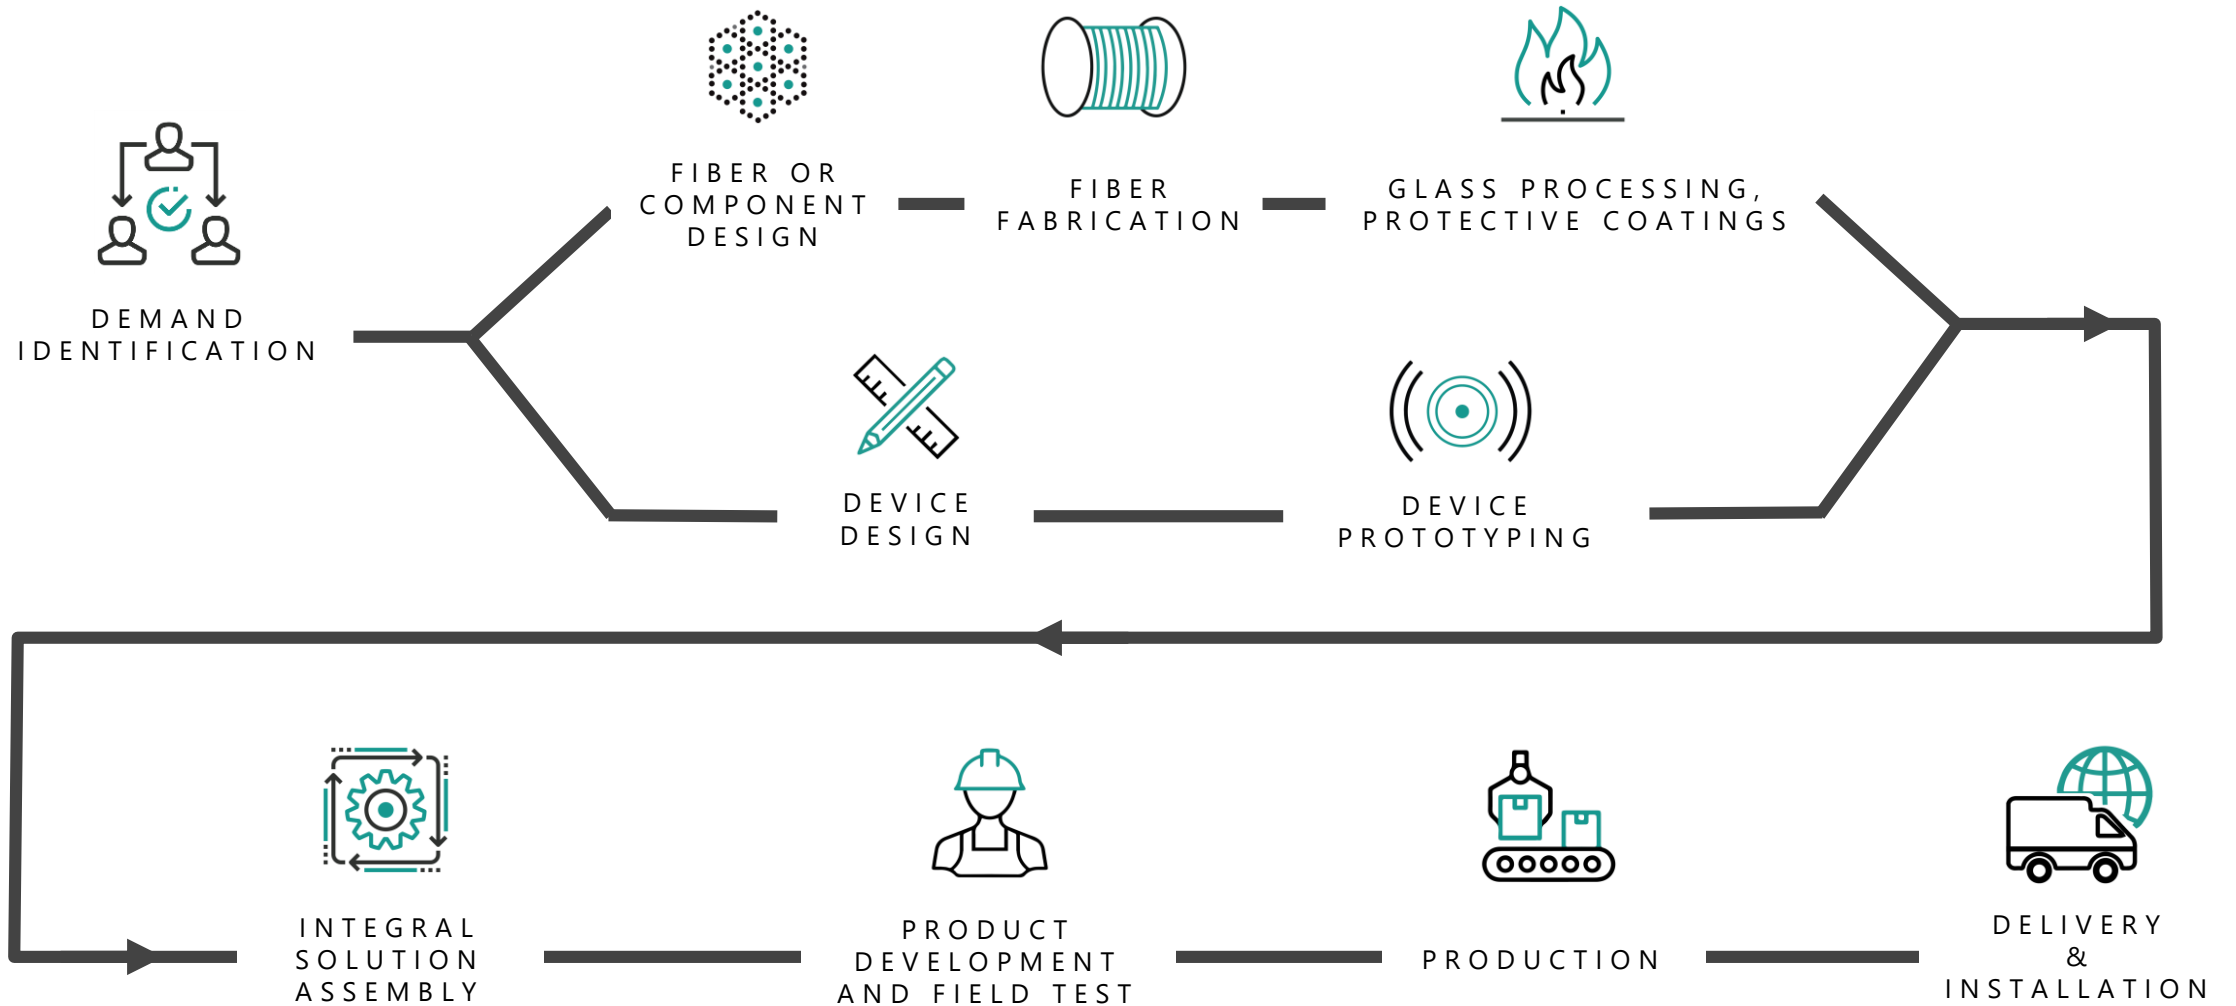 DEMAND
IDENTIFICATION
FIBER OR
COMPONENT
DESIGN
FIBER
FABRICATION
GLASS PROCESSING,
PROTECTIVE COATINGS
DEVICE
DESIGN
DEVICE
PROTOTYPING
INTEGRAL
SOLUTION
ASSEMBLY
PRODUCT
DEVELOPMENT
AND FIELD TEST
PRODUCTION
DELIVERY
&
INSTALLATION